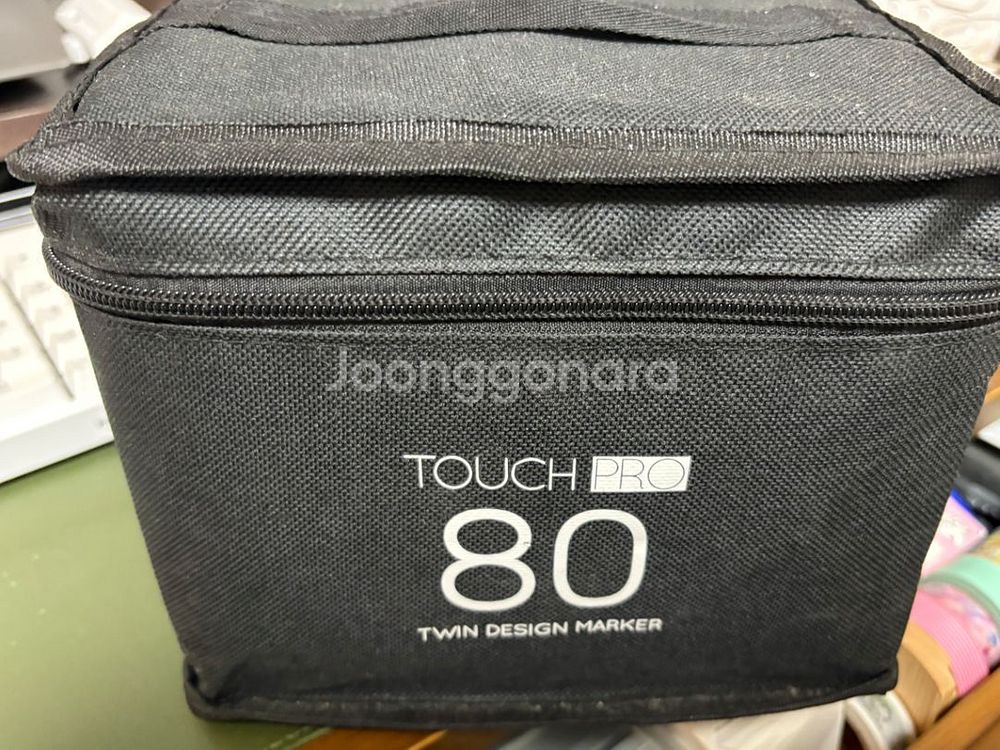 Joonggonara
TOUCH PRO
80
TWIN DESIGN MARKER